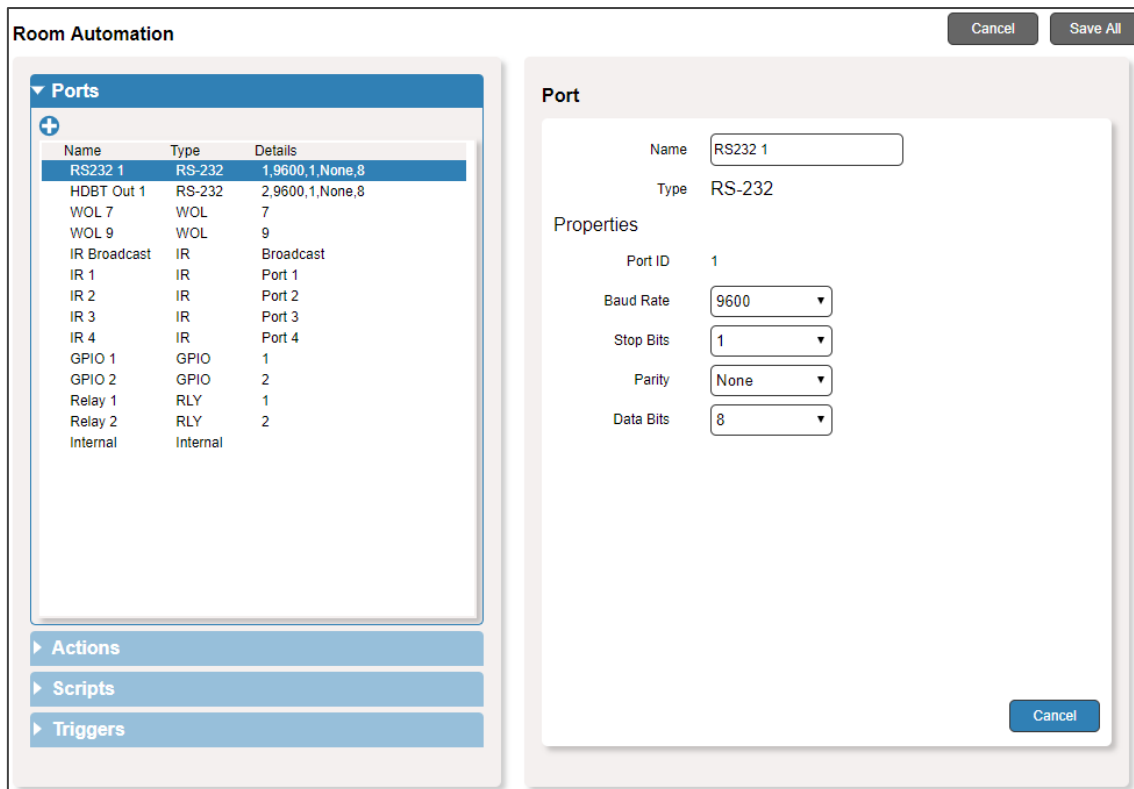 Room Automation
Cancel
Save All
Ports
Name Type Details
RS232 1 RS-232 1,9600,1,None,8
HDBT Out 1 RS-232 2,9600,1,None,8
WOL 7 WOL 7
WOL 9 WOL 9
IR Broadcast IR Broadcast
IR 1 IR Port 1
IR 2 IR Port 2
IR 3 IR Port 3
IR 4 IR Port 4
GPIO 1 GPIO 1
GPIO 2 GPIO 2
Relay 1 RLY 1
Relay 2 RLY 2
Internal Internal
Actions
Scripts
Triggers
Port
Name RS232 1
Type RS-232
Properties
Port ID 1
Baud Rate 9600
Stop Bits 1
Parity None
Data Bits 8
Cancel